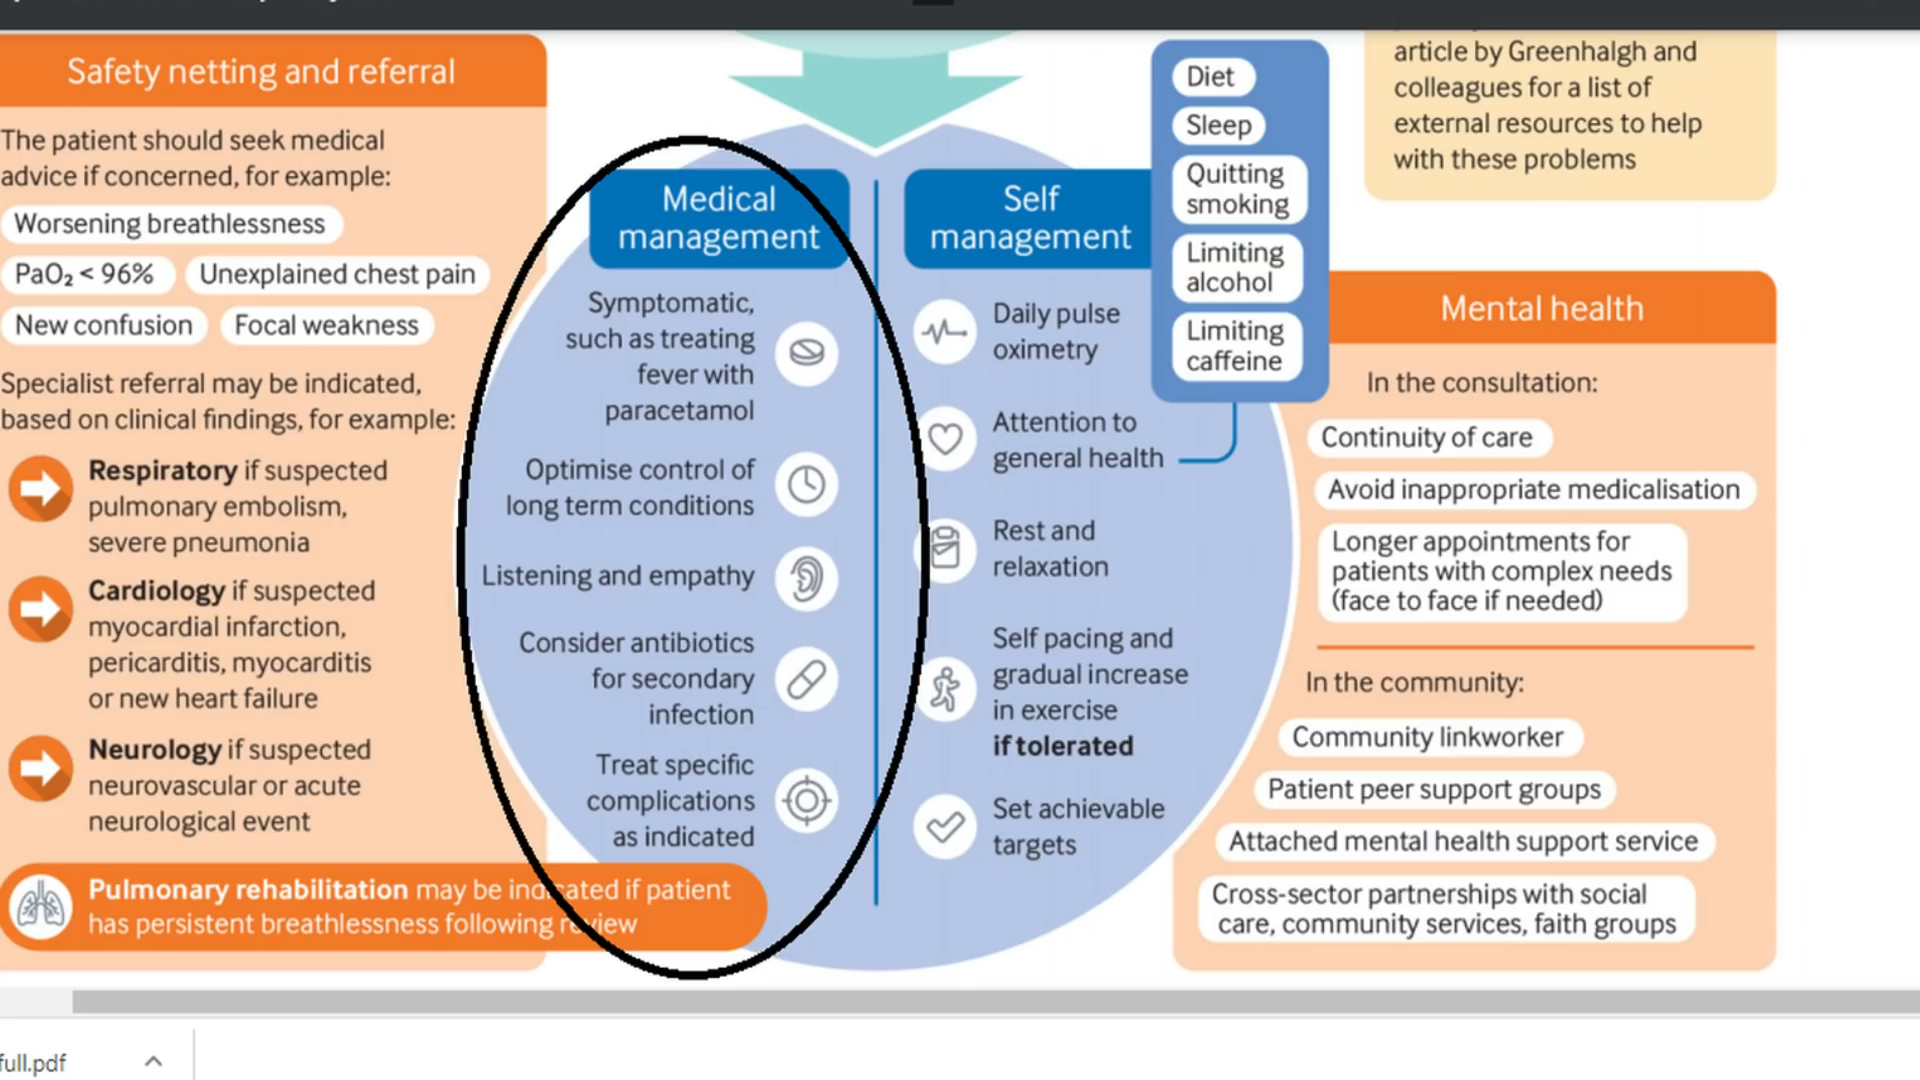 Safety netting and referral
The patient should seek medical
advice if concerned, for example:
Worsening breathlessness
PaO₂ < 96%
Unexplained chest pain
New confusion
Focal weakness
Specialist referral may be indicated,
based on clinical findings, for example:
Respiratory if suspected
pulmonary embolism,
severe pneumonia
Cardiology if suspected
myocardial infarction,
pericarditis, myocarditis
or new heart failure
Neurology if suspected
neurovascular or acute
neurological event
Pulmonary rehabilitation may be indicated if patient
has persistent breathlessness following review
Medical
management
Symptomatic,
such as treating
fever with
paracetamol
Optimise control of
long term conditions
Listening and empathy
Consider antibiotics
for secondary
infection
Treat specific
complications
as indicated
Self
management
Daily pulse
oximetry
Attention to
general health
Rest and
relaxation
Self pacing and
gradual increase
in exercise
if tolerated
Set achievable
targets
Diet
Sleep
Quitting
smoking
Limiting
alcohol
Limiting
caffeine
article by Greenhalgh and
colleagues for a list of
external resources to help
with these problems
Mental health
In the consultation:
Continuity of care
Avoid inappropriate medicalisation
Longer appointments for
patients with complex needs
(face to face if needed)
In the community:
Community linkworker
Patient peer support groups
Attached mental health support service
Cross-sector partnerships with social
care, community services, faith groups
full.pdf